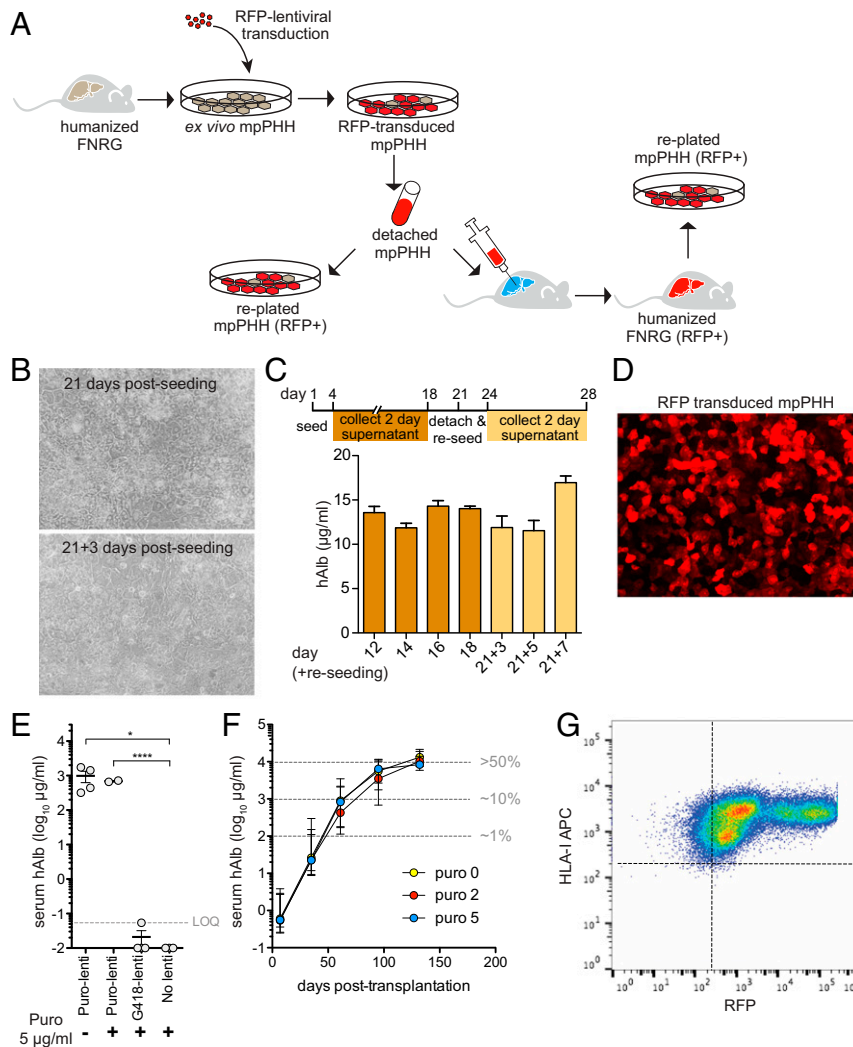 A
RFP-lentiviral
transduction
humanized
FNRG
ex vivo mpPHH
RFP-transduced
mpPHH
re-plated
mpPHH (RFP+)
detached
mpPHH
re-plated
mpPHH (RFP+)
humanized
FNRG (RFP+)
B
21 days post-seeding
21+3 days post-seeding
C
day 1 4 18 21 24 28
seed
collect 2 day
supernatant
detach &
re-seed
collect 2 day
supernatant
hAlb (µg/ml)
20
15
10
5
0
12 14 16 18 21+3 21+5 21+7
day
(+re-seeding)
D
RFP transduced mpPHH
E
serum hAlb (log10 µg/ml)
4
3
2
1
0
-1
-2
*
****
LOQ
Puro-lenti
Puro-lenti
G418-lenti
No lenti
Puro
5 µg/ml
- + + +
F
serum hAlb (log10 µg/ml)
5
4
3
2
1
0
-1
>50%
~10%
~1%
puro 0
puro 2
puro 5
0 50 100 150 200
days post-transplantation
G
HLA-I APC
10^5
10^4
10^3
10^2
10^1
10^0
10^0 10^1 10^2 10^3 10^4 10^5
RFP